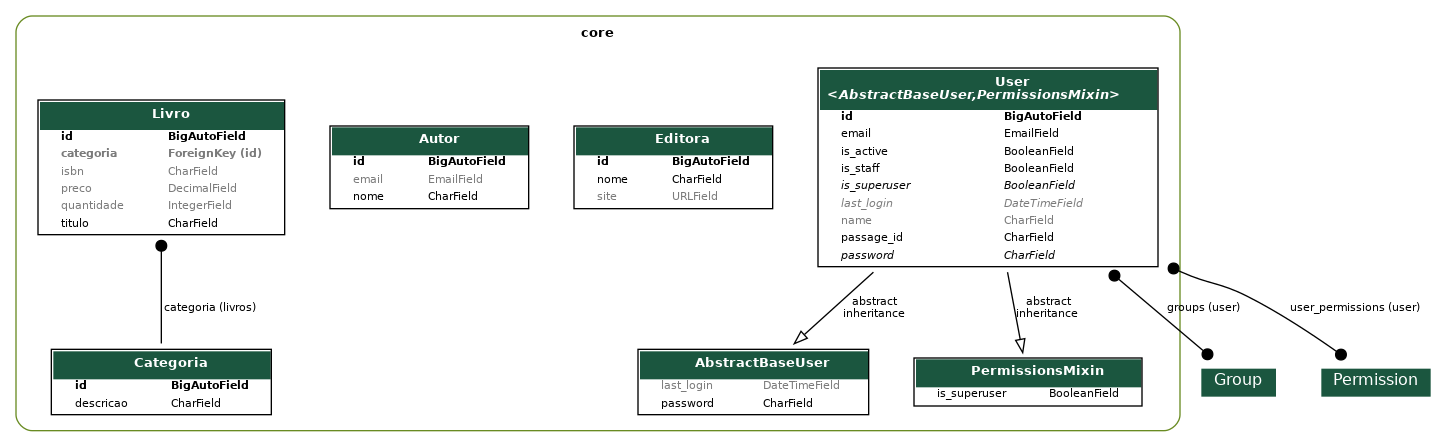 core
Livro
id BigAutoField
categoria ForeignKey (id)
isbn CharField
preco DecimalField
quantidade IntegerField
titulo CharField
Autor
id BigAutoField
email EmailField
nome CharField
Editora
id BigAutoField
nome CharField
site URLField
User
<AbstractBaseUser,PermissionsMixin>
id BigAutoField
email EmailField
is_active BooleanField
is_staff BooleanField
is_superuser BooleanField
last_login DateTimeField
name CharField
passage_id CharField
password CharField
categoria (livros)
abstract
inheritance
abstract
inheritance
groups (user)
user_permissions (user)
Categoria
id BigAutoField
descricao CharField
AbstractBaseUser
last_login DateTimeField
password CharField
PermissionsMixin
is_superuser BooleanField
Group
Permission